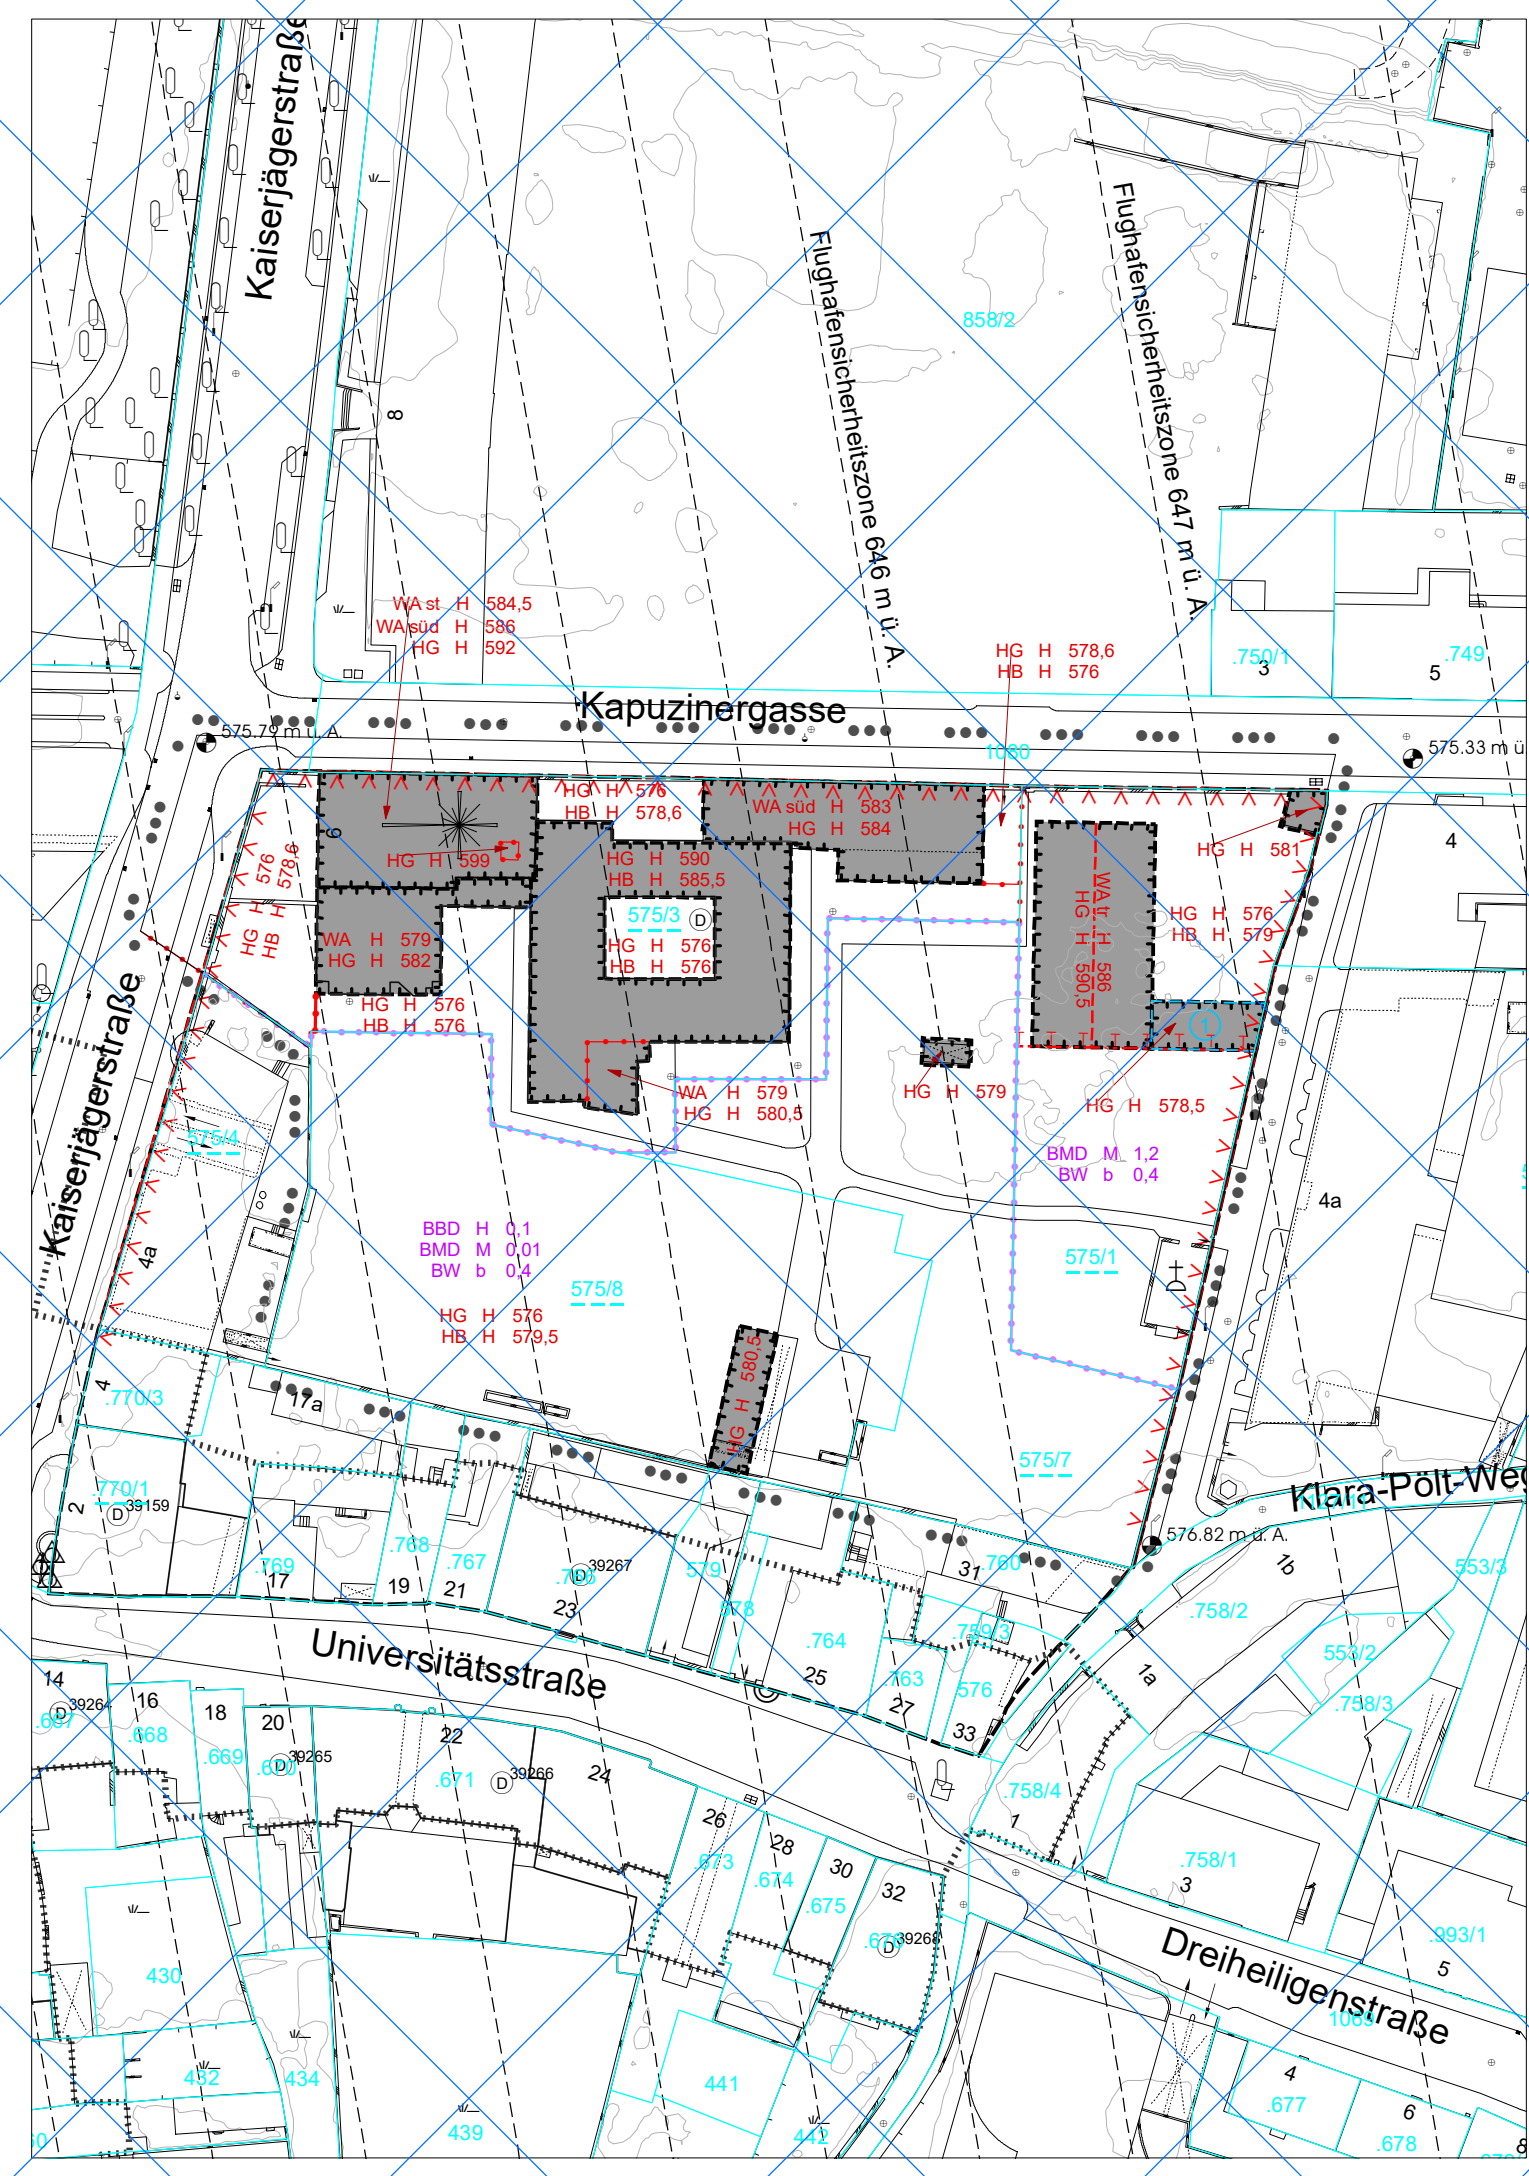 Kaiserjägerstraße
Flughafensicherheitszone 646 m ü. A.
Flughafensicherheitszone 647 m ü. A.
858/2
8
WA st H 584,5
WA süd H 586
HG H 592
HG H 578,6
HB H 576
.750/1
3
5
.749
Kapuzinergasse
575.79 m ü. A.
1080
575.33 m ü
HG H 576
HB H 578,6
WA süd H 583
HG H 584
6
HG H 599
HG H 590
HB H 585,5
HG H 581
4
HG H 576
HB H 578,6
575/3
D
HG H 576
HB H 576
WA tr H 586
HG H 590,5
HG H 576
HB H 579
WA H 579
HG H 582
HG H 576
HB H 576
1
Kaiserjägerstraße
WA H 579
HG H 580,5
HG H 579
HG H 578,5
575/4
BMD M 1,2
BW b 0,4
4a
4a
BBD H 0,1
BMD M 0,01
BW b 0,4
575/1
575/8
HG H 576
HB H 579,5
HG H 580,5
4
.770/3
17a
575/7
2
.770/1
D 39159
Klara-Pölt-Weg
576.82 m ü. A.
.769
17
.768
19
.767
21
D 39267
23
579
578
31
.760
1b
553/3
.758/2
.759/3
.764
25
.763
27
576
33
1a
553/2
.758/3
Universitätsstraße
14
D 39264
.667
16
.668
18
.669
20
D 39265
.670
22
.671
D 39266
24
26
.673
28
.674
30
.675
32
D 39268
.758/4
1
.758/1
3
.993/1
5
Dreiheiligenstraße
1069
430
432
434
439
441
442
4
.677
6
.678
8